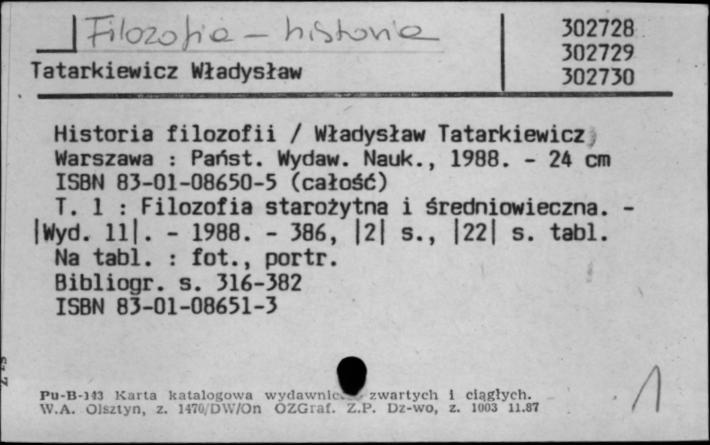 Filozofia - historia
302728
302729
Tatarkiewicz Władysław
302730
Historia filozofii / Władysław Tatarkiewicz
Warszawa : Państ. Wydaw. Nauk., 1988. - 24 cm
ISBN 83-01-08650-5 (całość)
T. 1 : Filozofia starożytna i średniowieczna. -
|Wyd. 11|. - 1988. - 386, |2| s., |22| s. tabl.
Na tabl. : fot., portr.
Bibliogr. s. 316-382
ISBN 83-01-08651-3
Pu-B-143 Karta katalogowa zwartych i ciągłych.
W.A. Olsztyn, z. 1470/DW/On OZGraf. Z.P. Dz-wo, z. 1003 11.87
1